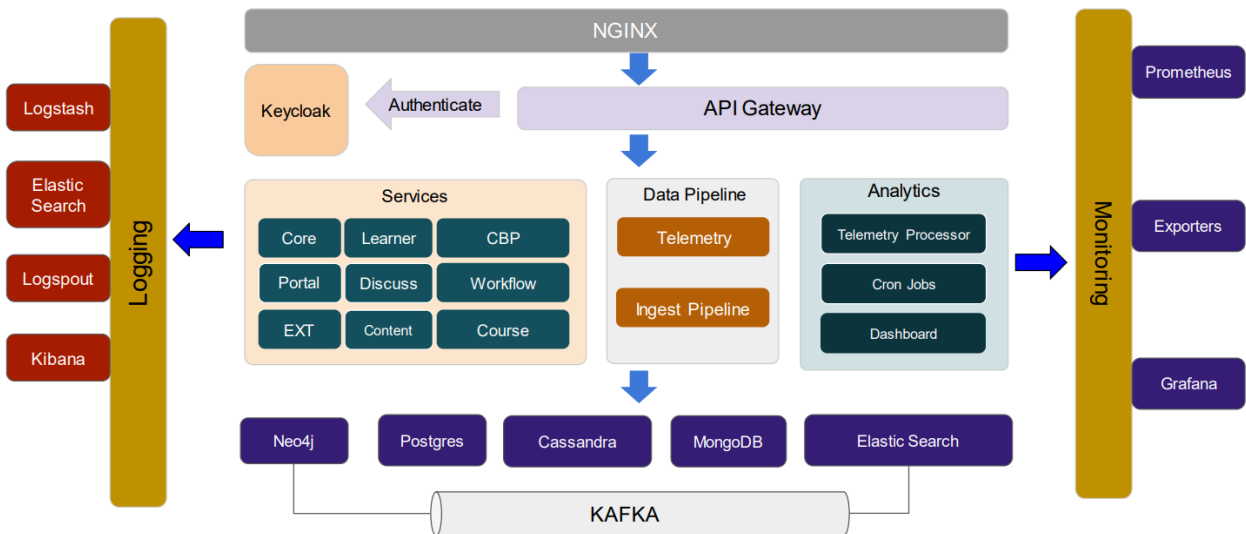 NGINX
Keycloak
Authenticate
API Gateway
Logging
Logstash
Elastic
Search
Logspout
Kibana
Services
Core
Learner
CBP
Portal
Discuss
Workflow
EXT
Content
Course
Data Pipeline
Telemetry
Ingest Pipeline
Analytics
Telemetry Processor
Cron Jobs
Dashboard
Monitoring
Prometheus
Exporters
Grafana
Neo4j
Postgres
Cassandra
MongoDB
Elastic Search
KAFKA